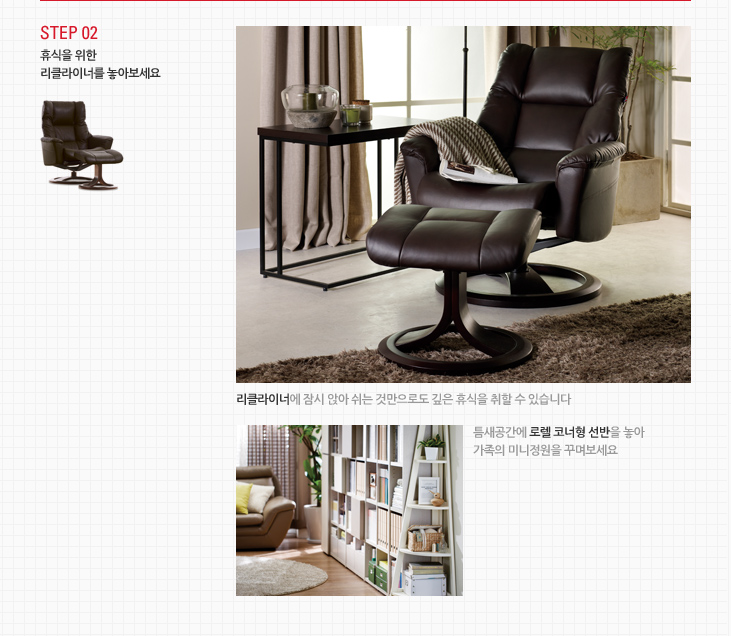 STEP 02
휴식을 위한
리클라이너를 놓아보세요
리클라이너에 잠시 앉아 쉬는 것만으로도 깊은 휴식을 취할 수 있습니다
틈새공간에 로렐 코너형 선반을 놓아
가족의 미니정원을 꾸며보세요